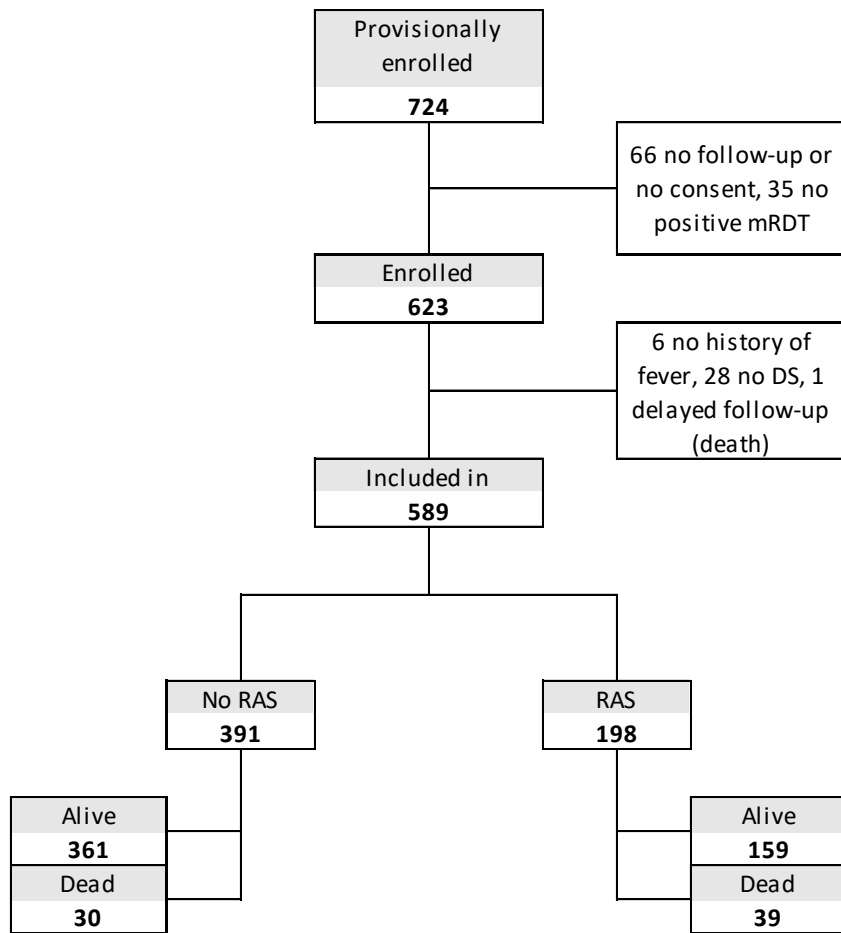 Provisionally
enrolled
724
66 no follow-up or
no consent, 35 no
positive mRDT
Enrolled
623
6 no history of
fever, 28 no DS, 1
delayed follow-up
(death)
Included in
589
No RAS
391
RAS
198
Alive
361
Dead
30
Alive
159
Dead
39